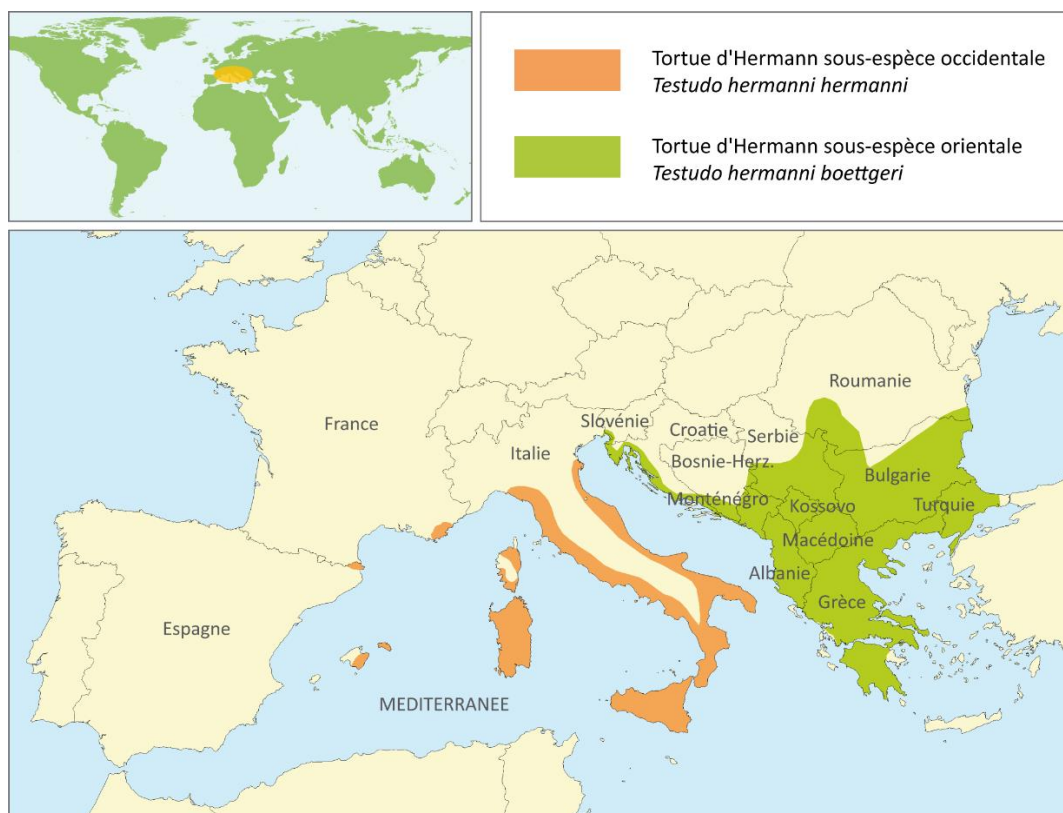 Tortue d'Hermann sous-espèce occidentale
Testudo hermanni hermanni
Tortue d'Hermann sous-espèce orientale
Testudo hermanni boettgeri
Roumanie
France
Slovénie
Croatie
Serbie
Italie
Bosnie-Herz.
Bulgarie
Monténégro
Kossovo
Turquie
Macédoine
Albanie
Grèce
Espagne
MEDITERRANEE